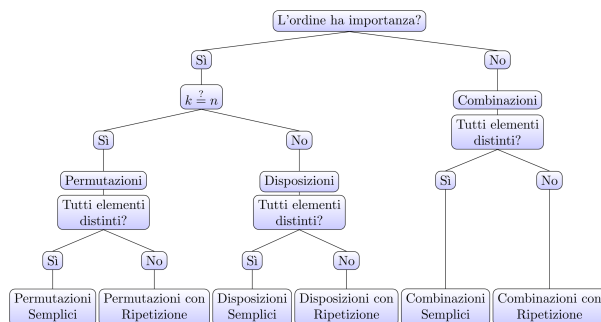 L'ordine ha importanza?
Sì
No
k ?= n
Combinazioni
Tutti elementi
distinti?
Sì
No
Permutazioni
Disposizioni
Sì
No
Tutti elementi
distinti?
Tutti elementi
distinti?
Sì
No
Sì
No
Permutazioni
Semplici
Permutazioni con
Ripetizione
Disposizioni
Semplici
Disposizioni con
Ripetizione
Combinazioni
Semplici
Combinazioni con
Ripetizione